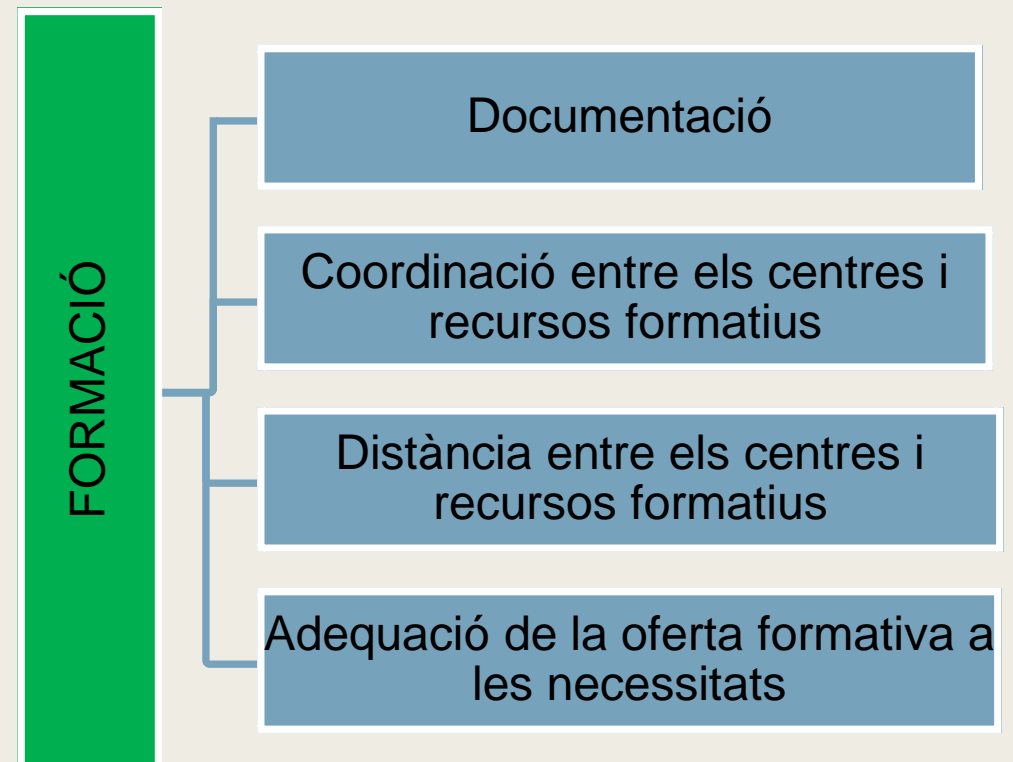 FORMACIÓ
Documentació
Coordinació entre els centres i
recursos formatius
Distància entre els centres i
recursos formatius
Adequació de la oferta formativa a
les necessitats